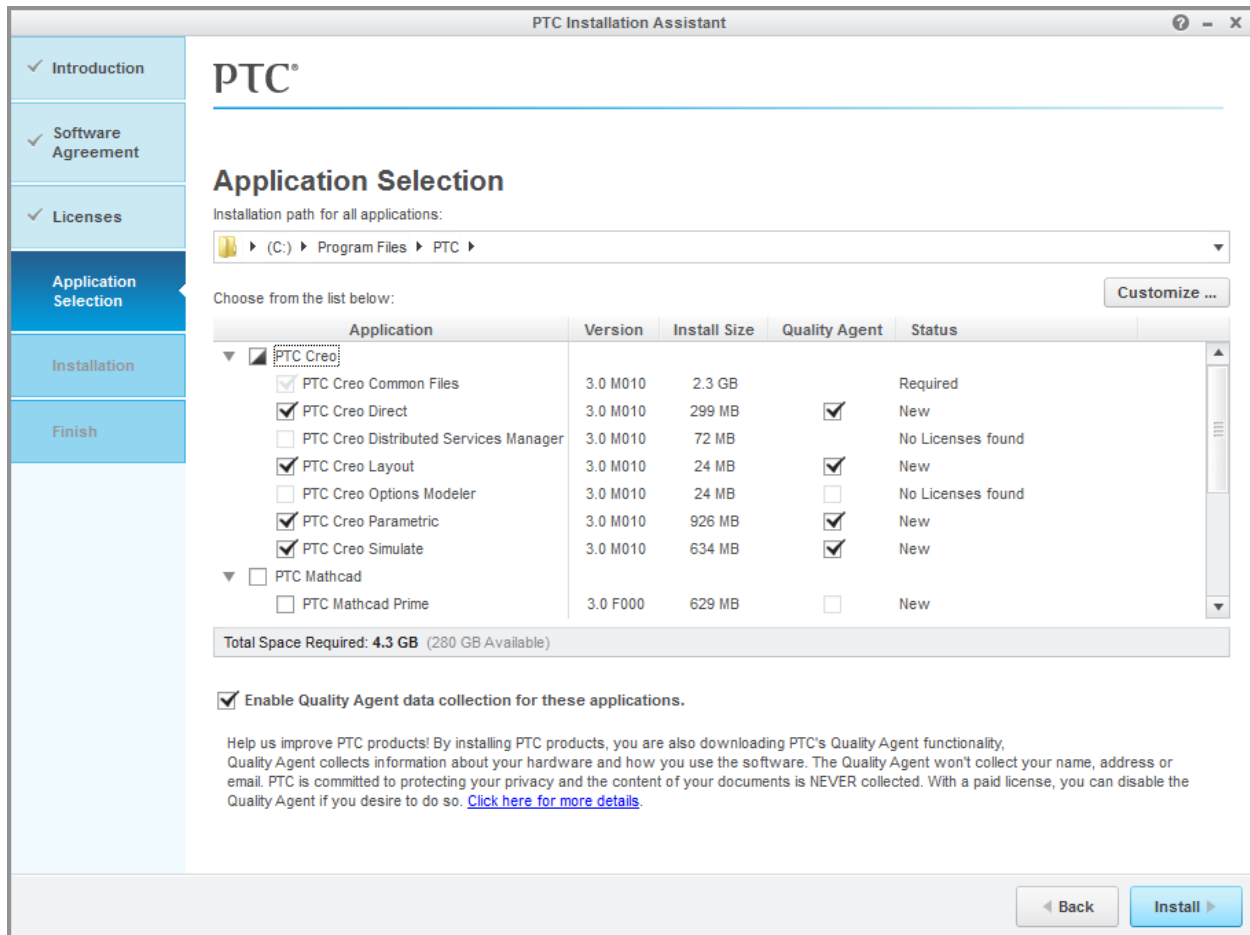 PTC Installation Assistant
Introduction
Software
Agreement
Licenses
Application
Selection
Installation
Finish
PTC®
Application Selection
Installation path for all applications:
(C:) Program Files PTC
Choose from the list below:
Customize ...
Application Version Install Size Quality Agent Status
PTC Creo
PTC Creo Common Files 3.0 M010 2.3 GB Required
PTC Creo Direct 3.0 M010 299 MB New
PTC Creo Distributed Services Manager 3.0 M010 72 MB No Licenses found
PTC Creo Layout 3.0 M010 24 MB New
PTC Creo Options Modeler 3.0 M010 24 MB No Licenses found
PTC Creo Parametric 3.0 M010 926 MB New
PTC Creo Simulate 3.0 M010 634 MB New
PTC Mathcad
PTC Mathcad Prime 3.0 F000 629 MB New
Total Space Required: 4.3 GB (280 GB Available)
Enable Quality Agent data collection for these applications.
Help us improve PTC products! By installing PTC products, you are also downloading PTC's Quality Agent functionality,
Quality Agent collects information about your hardware and how you use the software. The Quality Agent won't collect your name, address or
email. PTC is committed to protecting your privacy and the content of your documents is NEVER collected. With a paid license, you can disable the
Quality Agent if you desire to do so. Click here for more details.
Back
Install